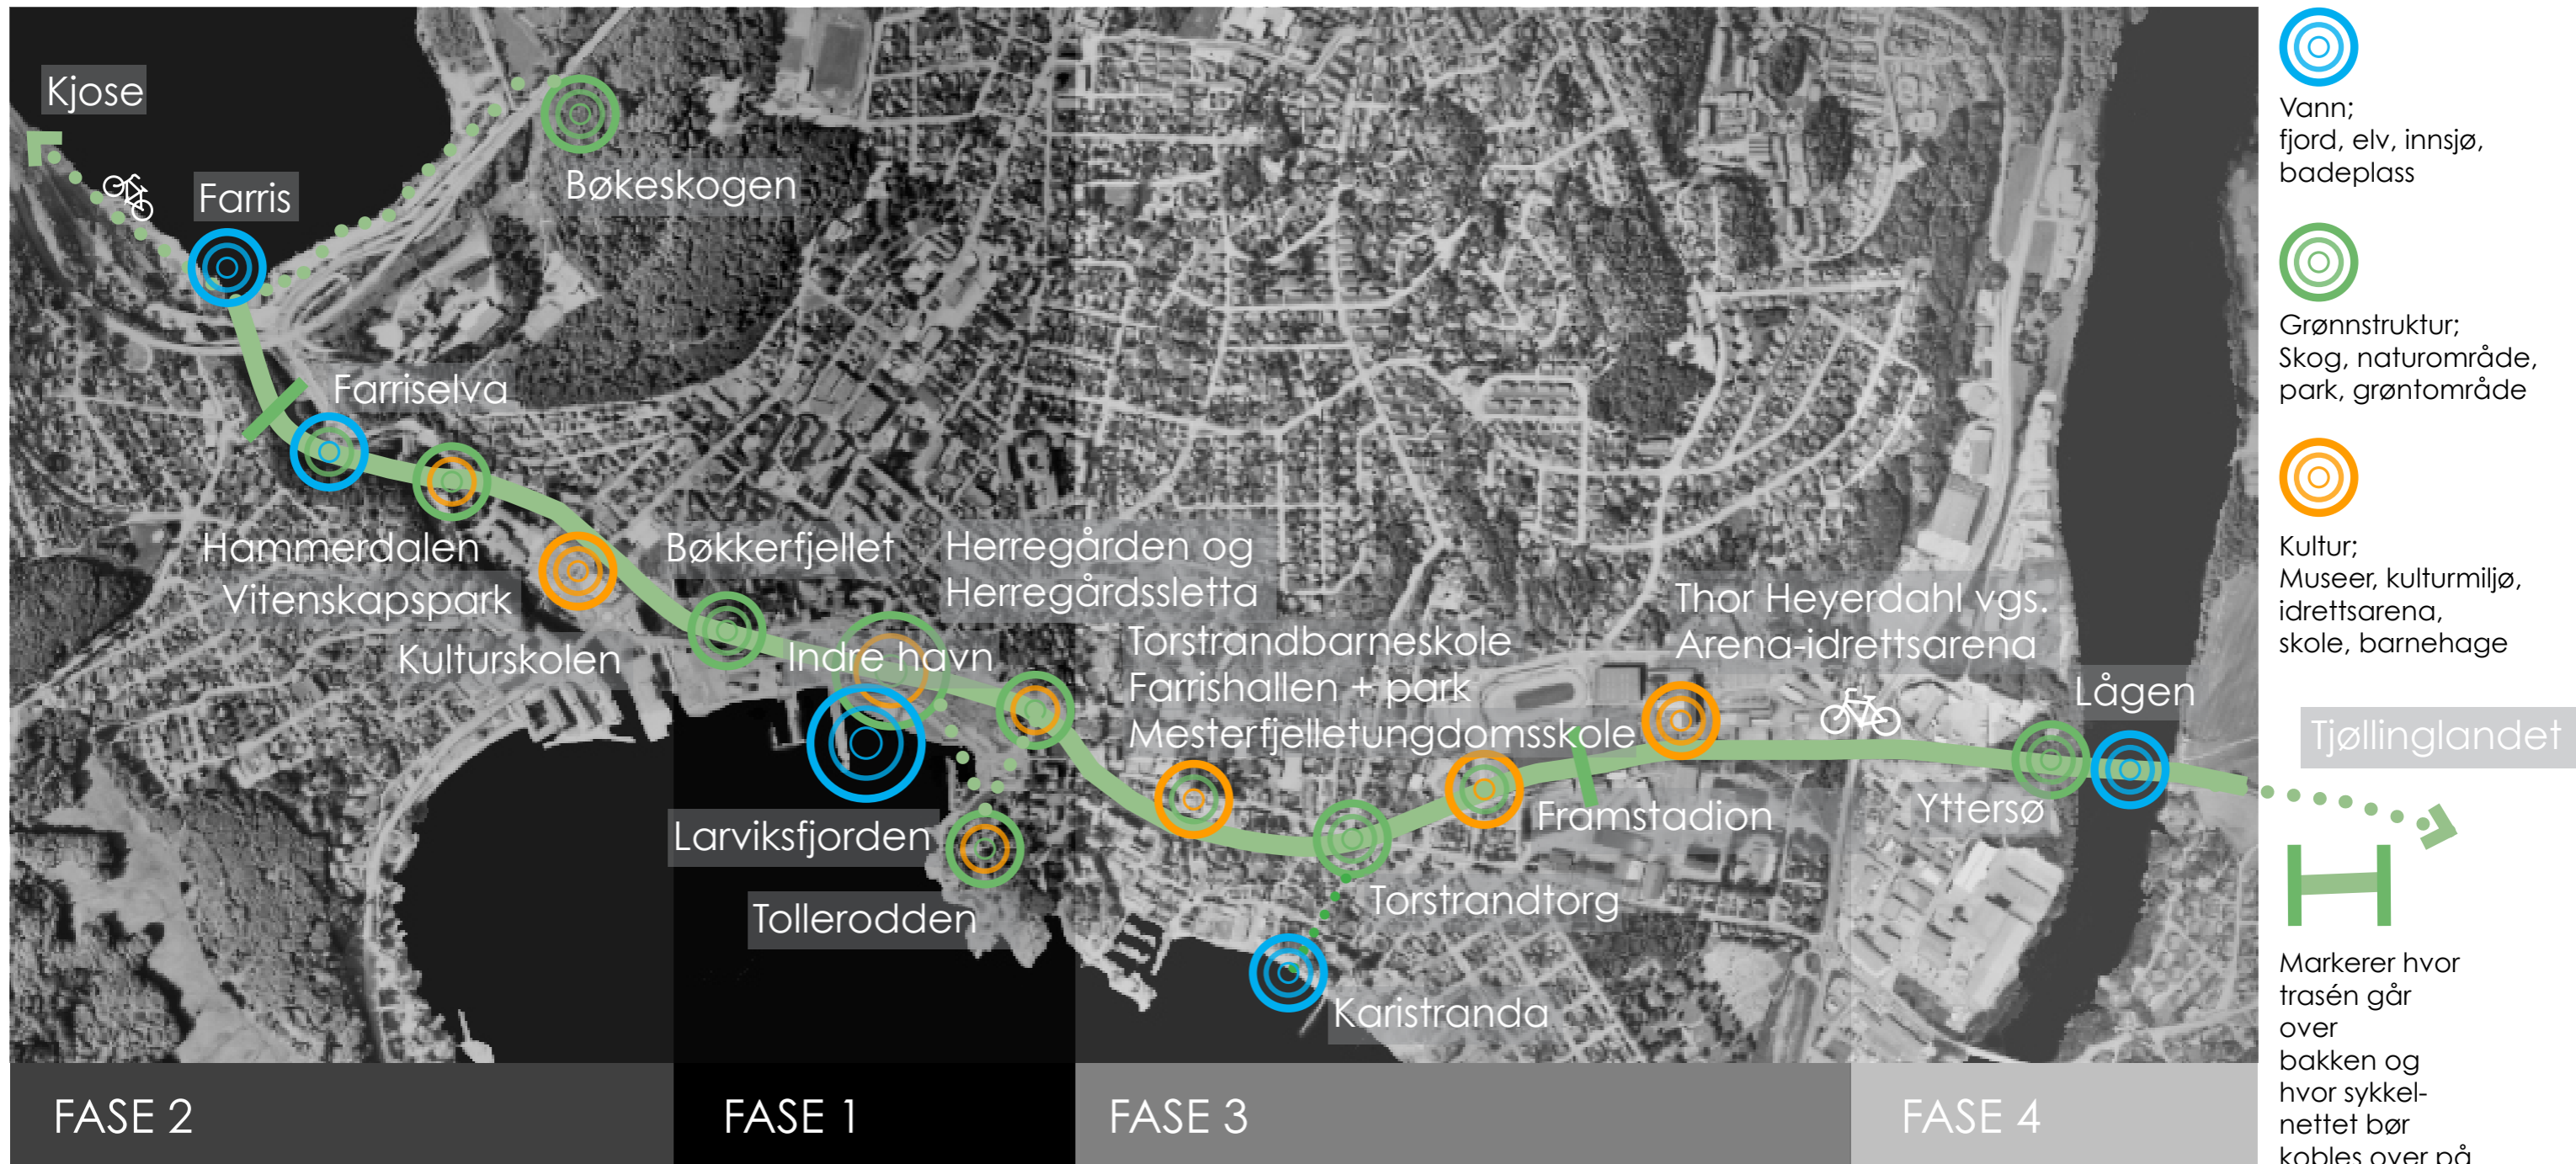 Kjose
Farris
Bøkeskogen
Farriselva
Hammerdalen
Vitenskapspark
Kulturskolen
Bøkkerfjellet
Herregården og
Herregårdssletta
Indre havn
Larviksfjorden
Tollerodden
Torstrandbarneskole
Farrishallen + park
Mesterfjelletungdomsskole
Thor Heyerdahl vgs.
Arena-idrettsarena
Framstadion
Torstrandtorg
Karistranda
Yttersø
Lågen
Tjøllinglandet
FASE 2
FASE 1
FASE 3
FASE 4
Vann;
fjord, elv, innsjø,
badeplass
Grønnstruktur;
Skog, naturområde,
park, grøntområde
Kultur;
Museer, kulturmiljø,
idrettsarena,
skole, barnehage
Markerer hvor
trasén går
over
bakken og
hvor sykkel-
nettet bør
kobles over på